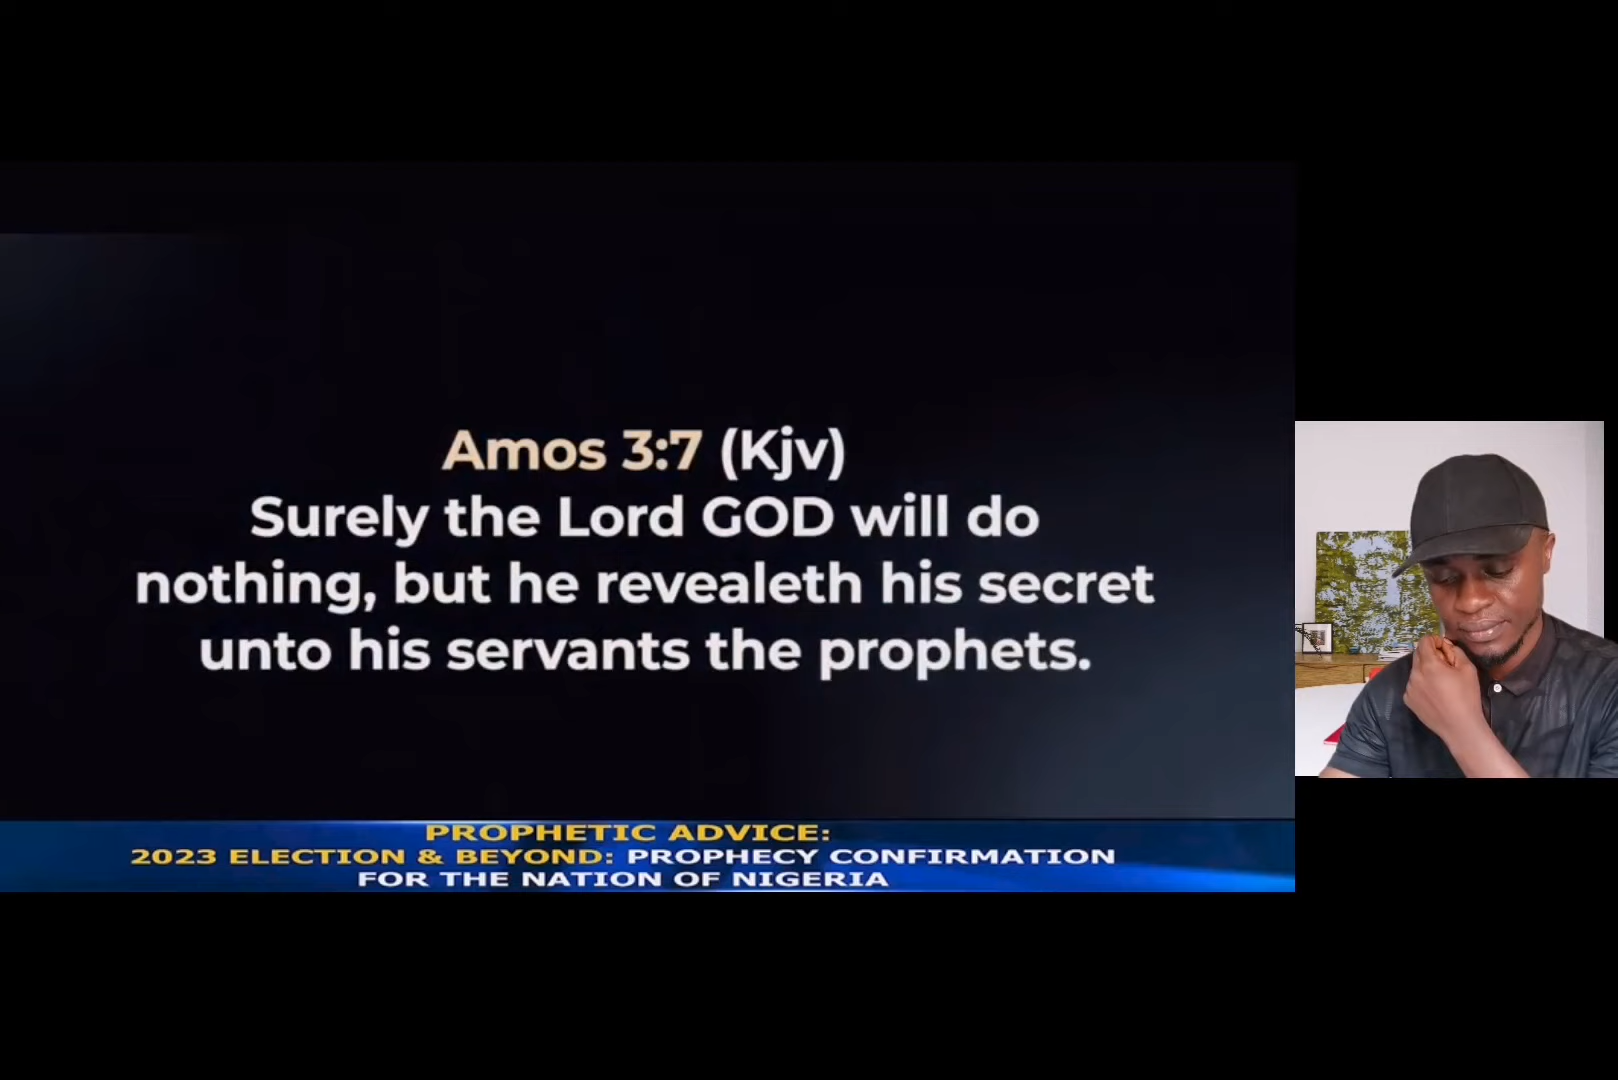 Amos 3:7 (Kjv)
Surely the Lord GOD will do
nothing, but he revealeth his secret
unto his servants the prophets.
PROPHETIC ADVICE:
2023 ELECTION & BEYOND: PROPHECY CONFIRMATION
FOR THE NATION OF NIGERIA